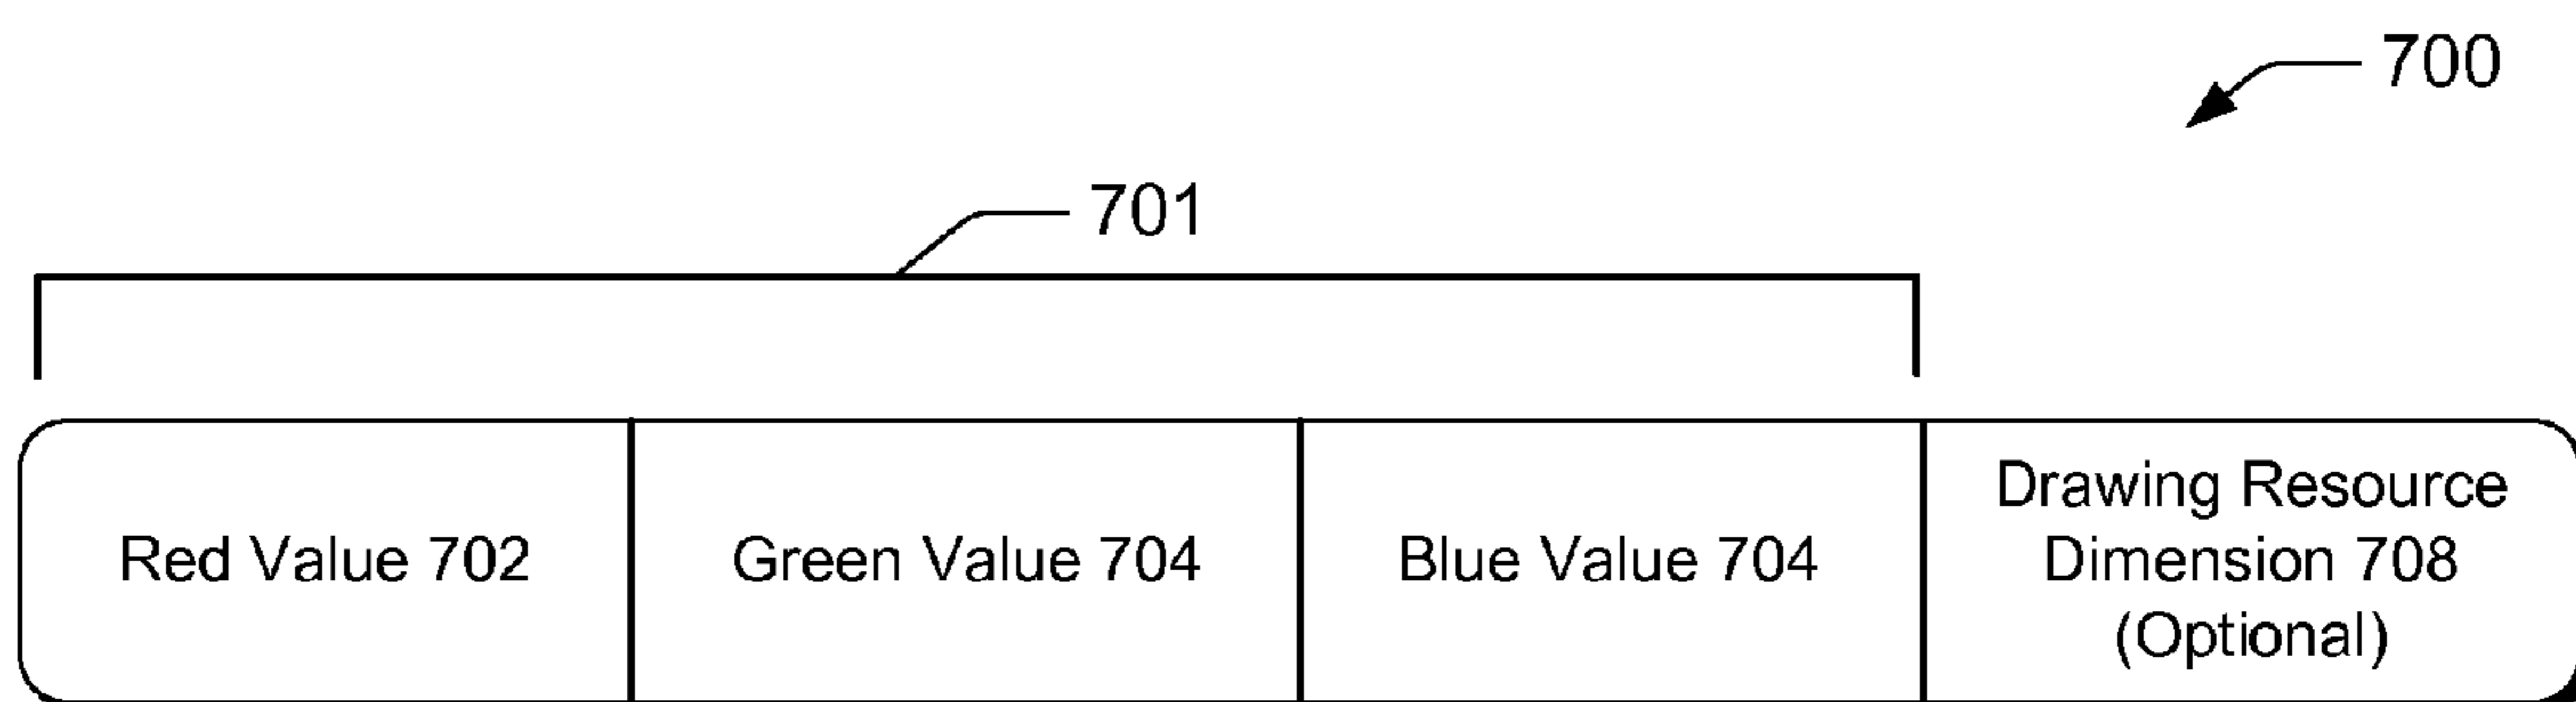 700
701
Red Value 702
Green Value 704
Blue Value 704
Drawing Resource
Dimension 708
(Optional)